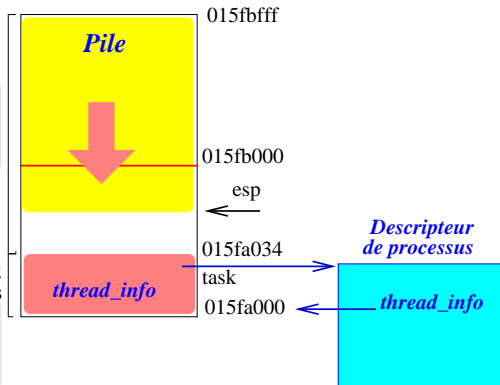 015fbfff
Pile
015fb000
esp
Descripteur
de processus
015fa034
task
thread_info
thread_info
015fa000